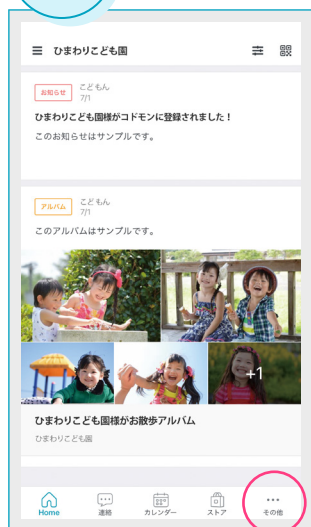 ひまわりこども園
お知らせ
こどもん
7/1
ひまわりこども園様がコドモンに登録されました！
このお知らせはサンプルです。
アルバム
こどもん
7/1
このアルバムはサンプルです。
+1
ひまわりこども園様がお散歩アルバム
ひまわりこども園
Home
連絡
カレンダー
ストア
その他